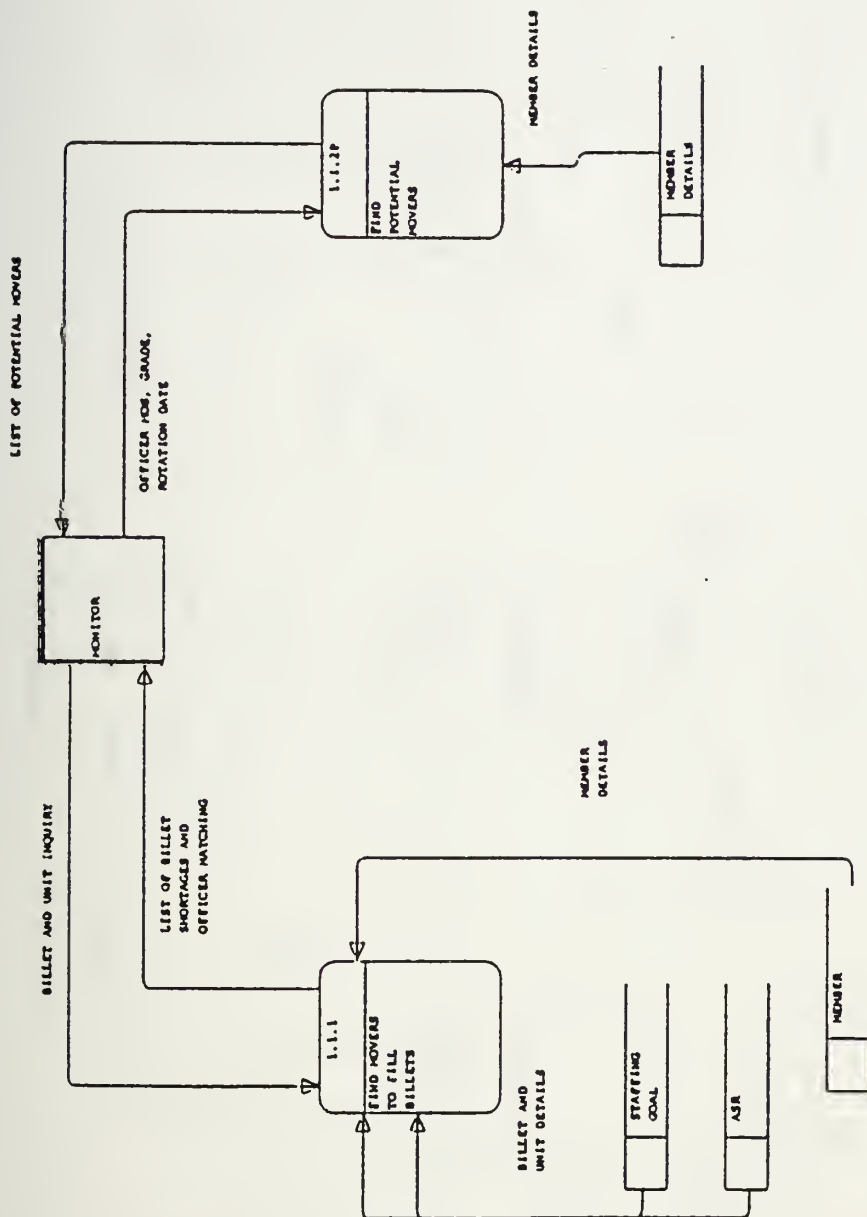 BILLET AND UNIT INQUIRY
LIST OF BILLET
SHORTAGES AND
OFFICER MATCHING
MONITOR
LIST OF POTENTIAL MOVERS
OFFICER MOS, GRADE,
ROTATION DATE
1.1.1
FIND MOVERS
TO FILL
BILLETS
1.1.2P
FIND
POTENTIAL
MOVERS
BILLET AND
UNIT DETAILS
MEMBER
DETAILS
MEMBER DETAILS
STAFFING
GOAL
ASR
MEMBER
MEMBER
DETAILS